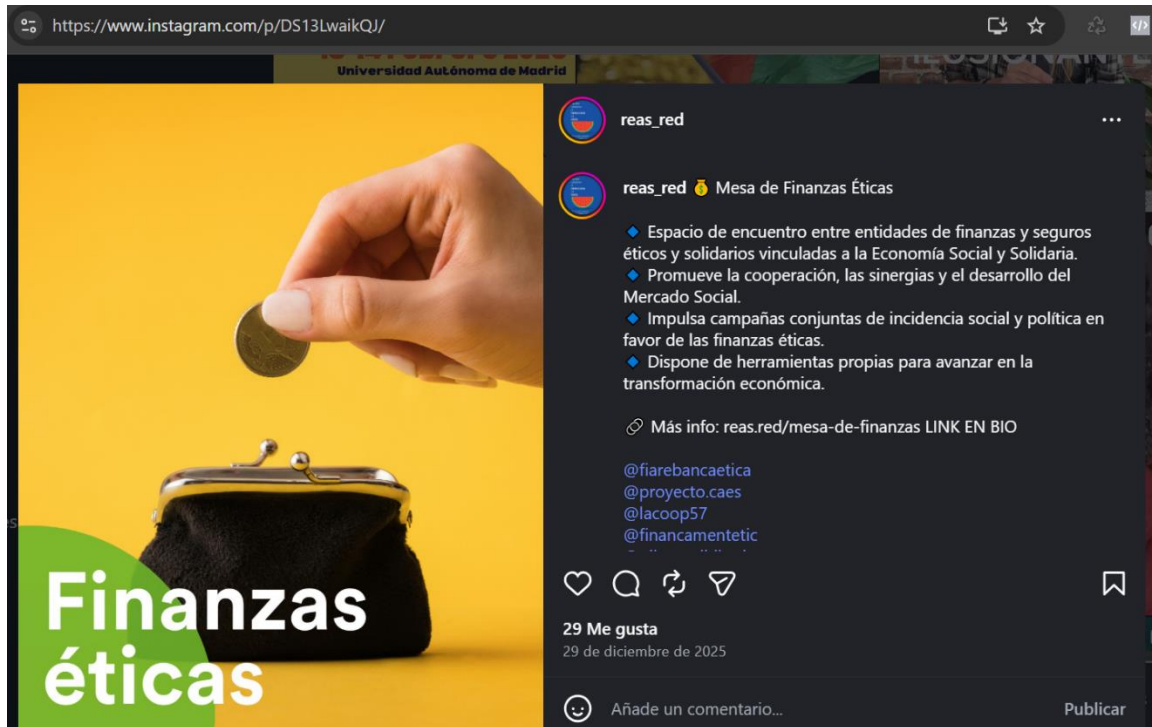 https://www.instagram.com/p/DS13LwaikQJ/
Universidad Autónoma de Madrid
Finanzas
éticas
reas_red
reas_red 💰 Mesa de Finanzas Éticas
🔹 Espacio de encuentro entre entidades de finanzas y seguros
éticos y solidarios vinculadas a la Economía Social y Solidaria.
🔹 Promueve la cooperación, las sinergias y el desarrollo del
Mercado Social.
🔹 Impulsa campañas conjuntas de incidencia social y política en
favor de las finanzas éticas.
🔹 Dispone de herramientas propias para avanzar en la
transformación económica.
🔗 Más info: reas.red/mesa-de-finanzas LINK EN BIO
@fiarebancaetica
@proyecto.caes
@lacoop57
@financamentetic
29 Me gusta
29 de diciembre de 2025
Añade un comentario...
Publicar